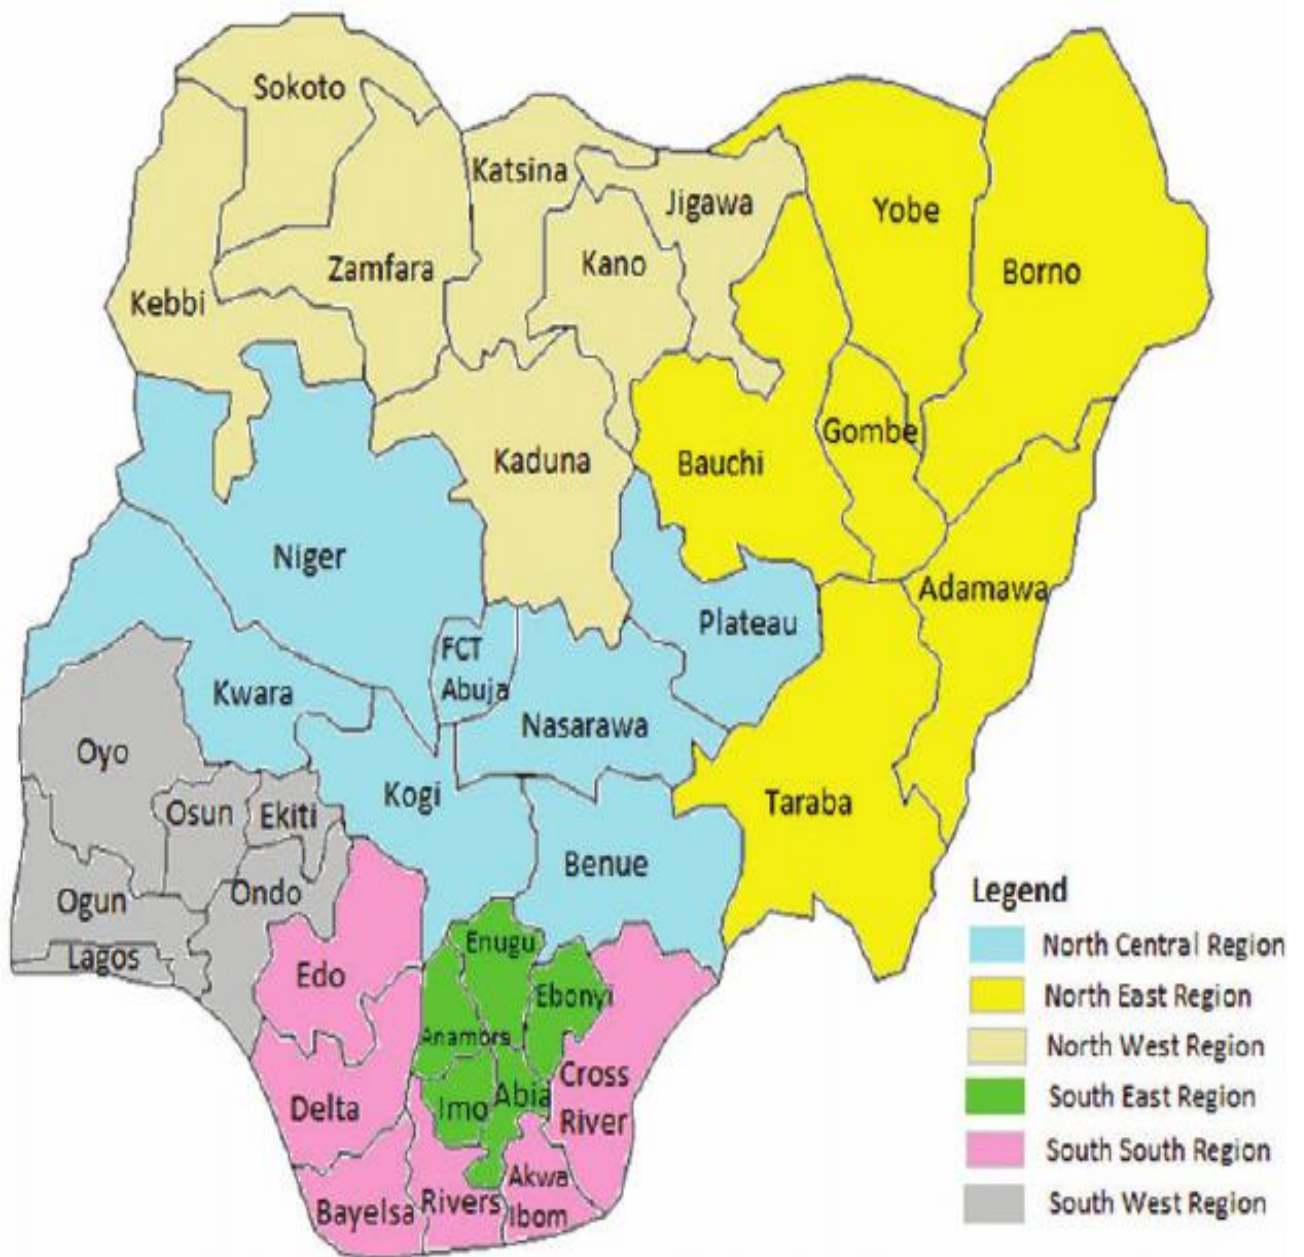 Sokoto
Katsina
Jigawa
Yobe
Borno
Kano
Zamfara
Kebbi
Kaduna
Bauchi
Gombe
Niger
Adamawa
Plateau
FCT
Abuja
Kwara
Nasarawa
Oyo
Kogi
Taraba
Osun
Ekiti
Benue
Ogun
Ondo
Lagos
Enugu
Edo
Ebonyi
Anambra
Cross
River
Delta
Imo
Abia
Akwa
Ibom
Rivers
Bayelsa
Legend
North Central Region
North East Region
North West Region
South East Region
South South Region
South West Region